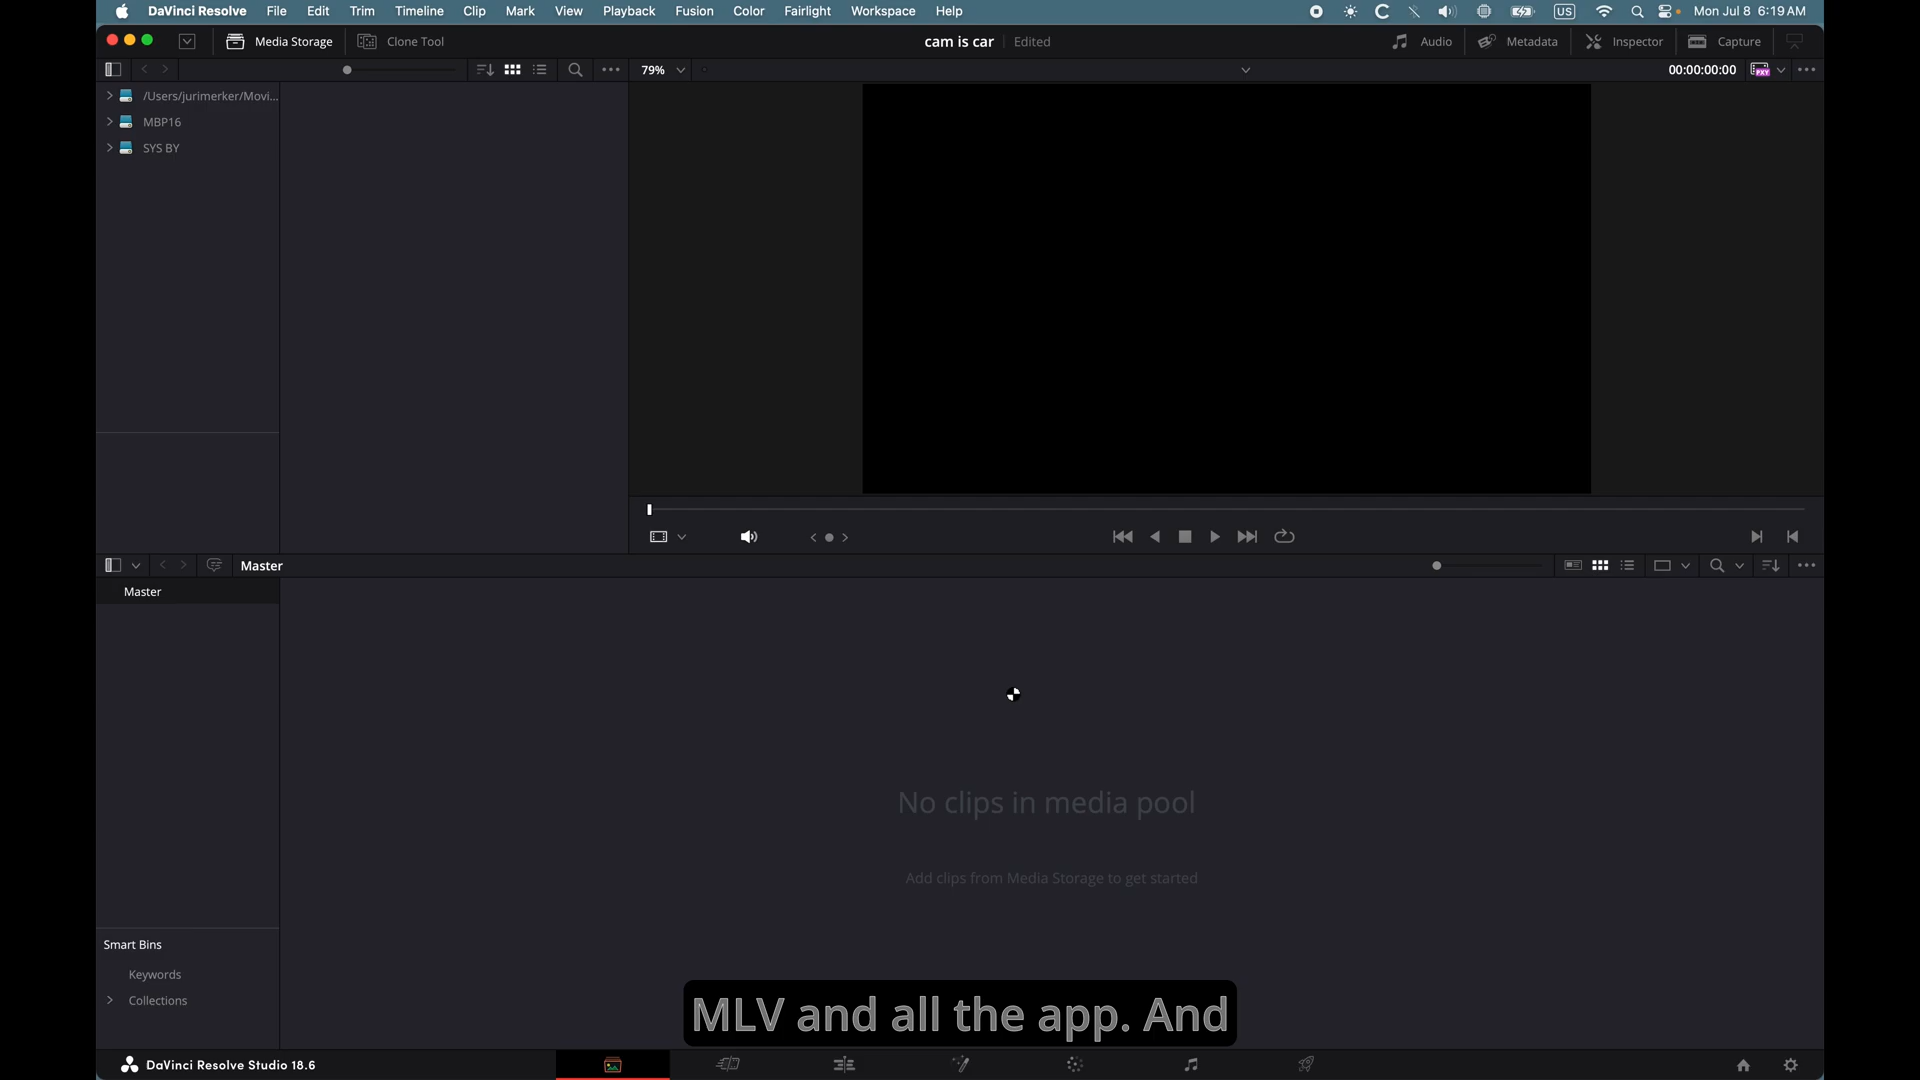 DaVinci Resolve File Edit Trim Timeline Clip Mark View Playback Fusion Color Fairlight Workspace Help US Mon Jul 8 6:19 AM
Media Storage Clone Tool cam is car Edited Audio Metadata Inspector Capture
79% 00:00:00:00 PXY
/Users/jurimerker/Movi...
MBP16
SYS BY
Master
Master
No clips in media pool
Add clips from Media Storage to get started
Smart Bins
Keywords
Collections
MLV and all the app. And
DaVinci Resolve Studio 18.6